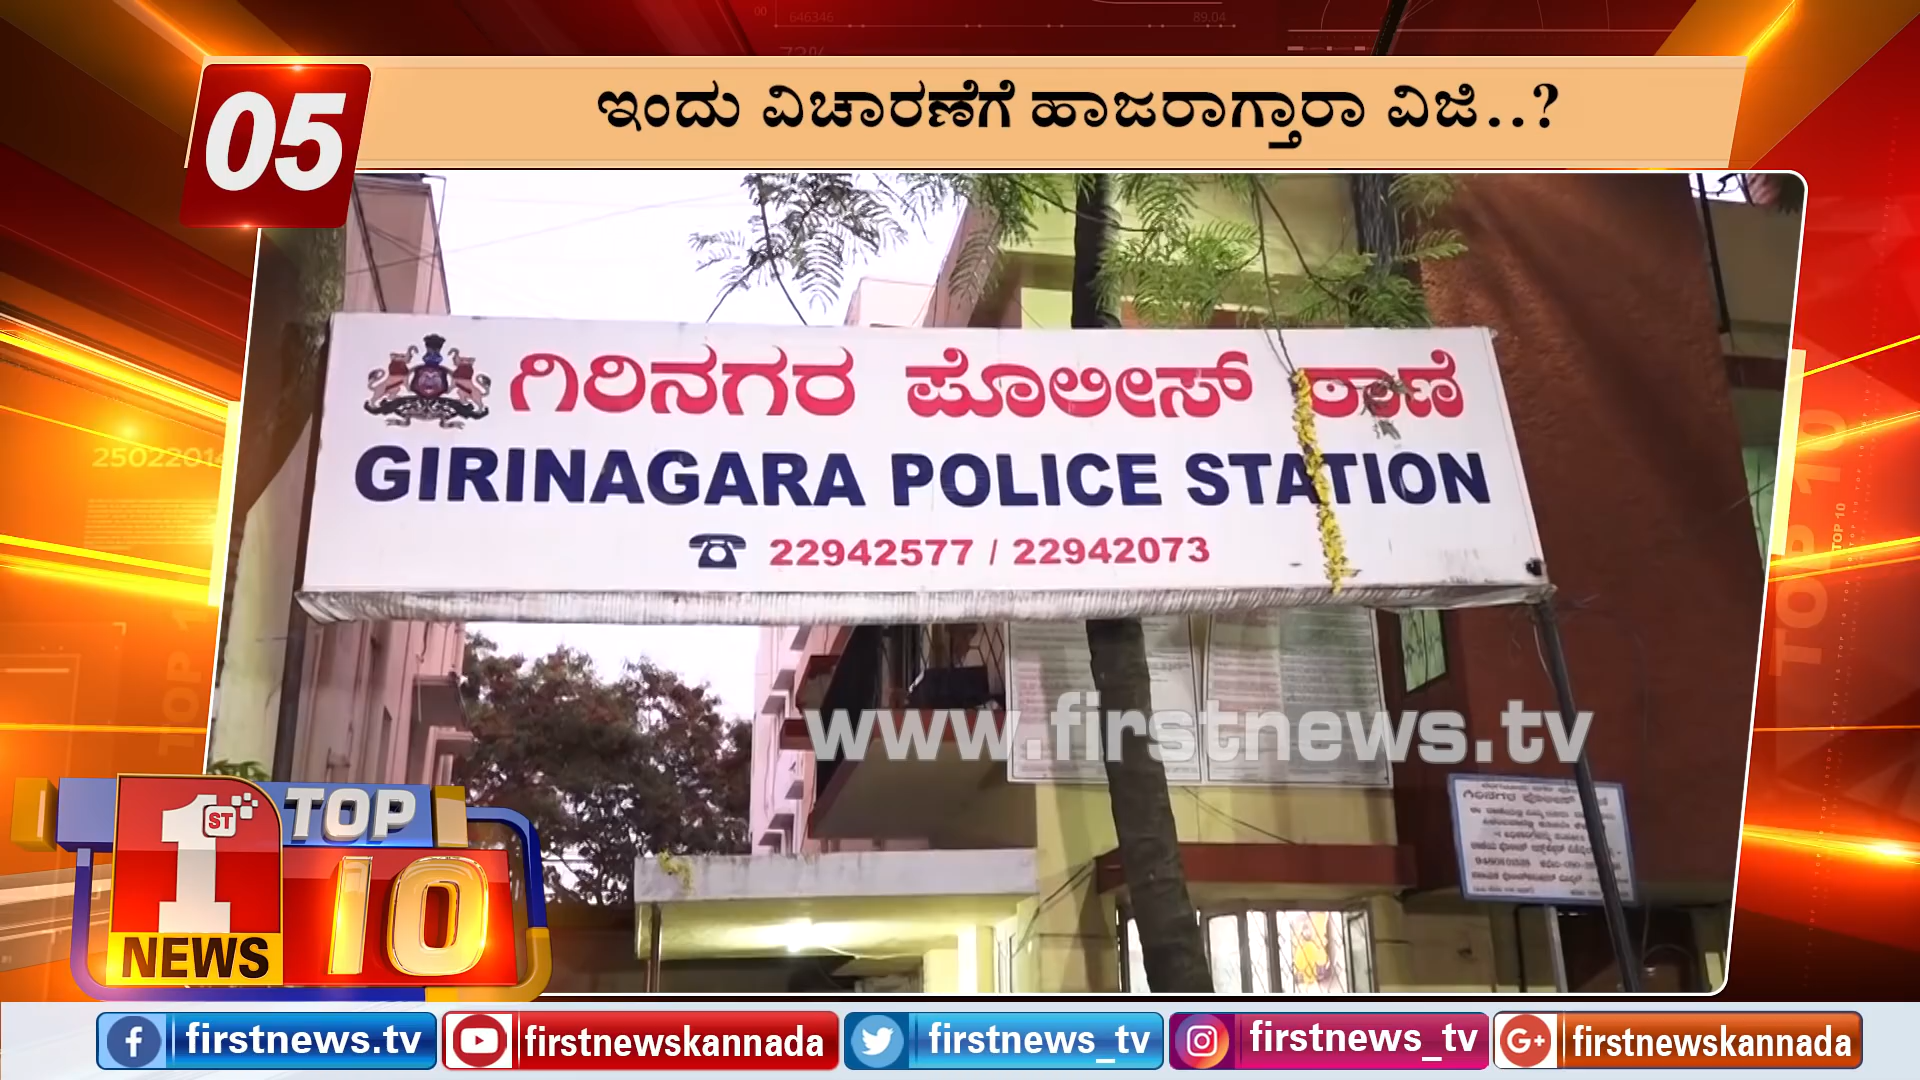 05
ಇಂದು ವಿಚಾರಣೆಗೆ ಹಾಜರಾಗ್ತಾರಾ ವಿಜಿ..?
ಗಿರಿನಗರ ಪೊಲೀಸ್ ಠಾಣೆ
GIRINAGARA POLICE STATION
22942577 / 22942073
www.firstnews.tv
1ST
NEWS
TOP
10
firstnews.tv
firstnewskannada
firstnews_tv
firstnews_tv
firstnewskannada